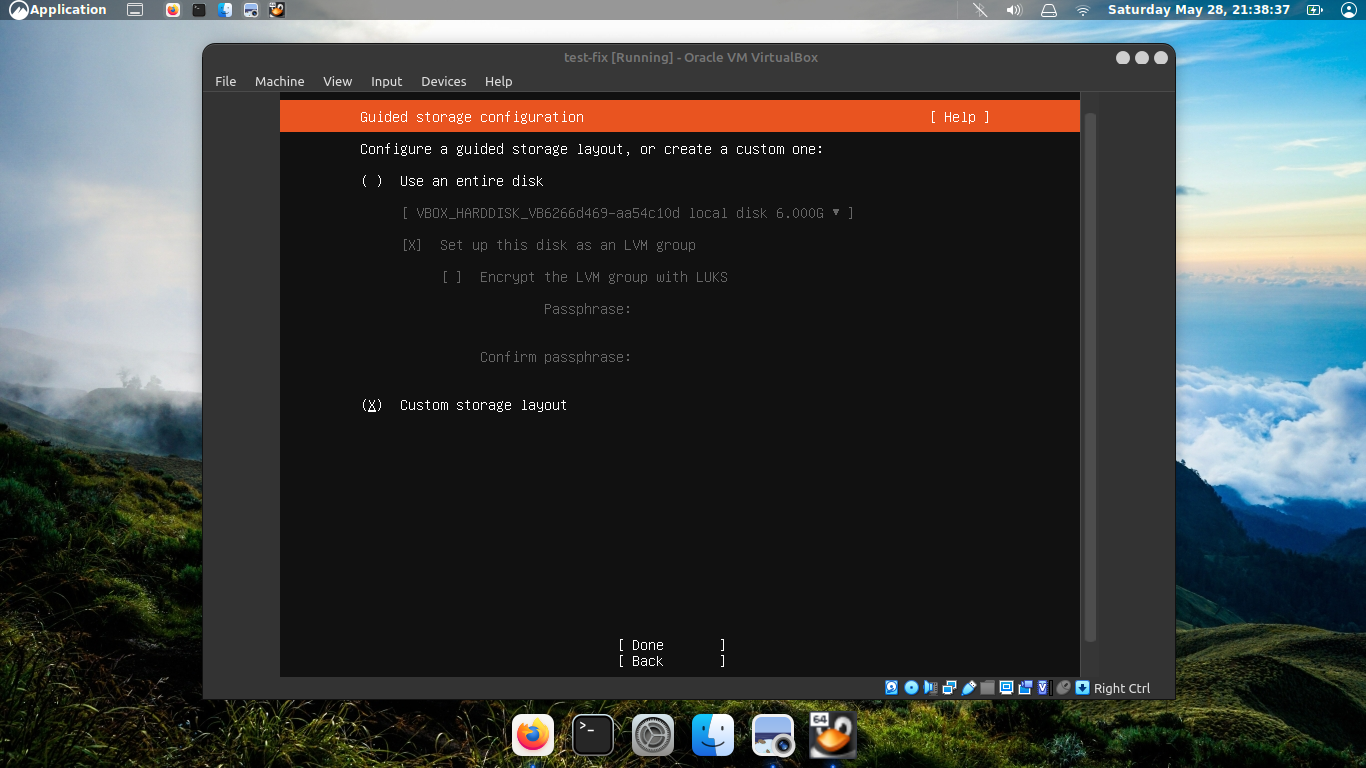 Application
Saturday May 28, 21:38:37
test-fix [Running] - Oracle VM VirtualBox
File Machine View Input Devices Help
Guided storage configuration [ Help ]
Configure a guided storage layout, or create a custom one:
( ) Use an entire disk
[ VBOX_HARDDISK_VB6266d469-aa54c10d local disk 6.000G ▾ ]
[X] Set up this disk as an LVM group
[ ] Encrypt the LVM group with LUKS
Passphrase:
Confirm passphrase:
(X) Custom storage layout
[ Done ]
[ Back ]
Right Ctrl
>-
64